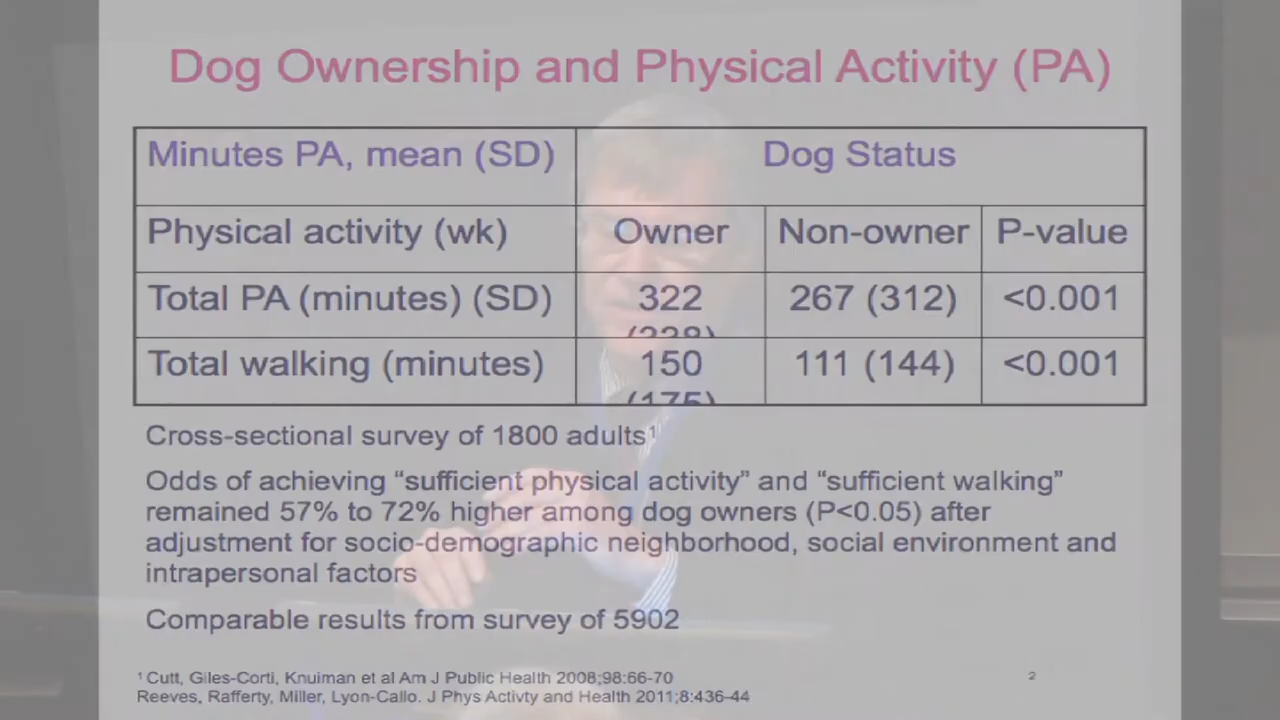 Dog Ownership and Physical Activity (PA)
Minutes PA, mean (SD) Dog Status
Physical activity (wk) Owner Non-owner P-value
Total PA (minutes) (SD) 322 267 (312) <0.001
Total walking (minutes) 150 111 (144) <0.001
(175)
Cross-sectional survey of 1800 adults¹
Odds of achieving “sufficient physical activity” and “sufficient walking”
remained 57% to 72% higher among dog owners (P<0.05) after
adjustment for socio-demographic neighborhood, social environment and
intrapersonal factors
Comparable results from survey of 5902
¹ Cutt, Giles-Corti, Knuiman et al Am J Public Health 2008;98:66-70
2
Reeves, Rafferty, Miller, Lyon-Callo. J Phys Activty and Health 2011;8:436-44